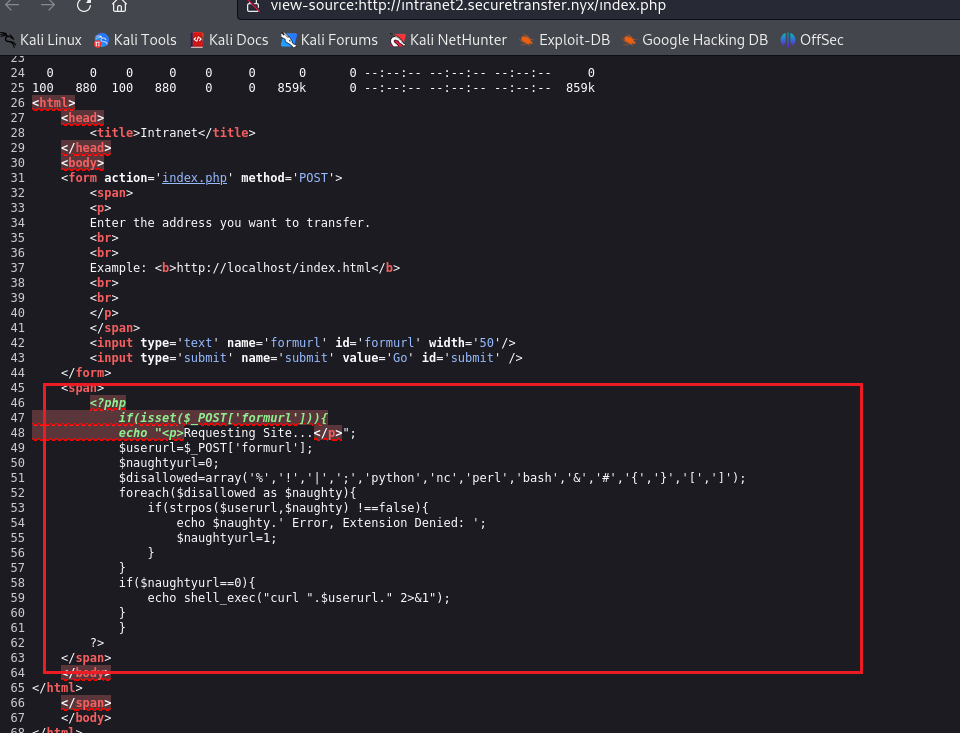 view-source:http://intranet2.securetransfer.nyx/index.php
Kali Linux Kali Tools Kali Docs Kali Forums Kali NetHunter Exploit-DB Google Hacking DB OffSec
23
24 0 0 0 0 0 0 0 0 --:--:-- --:--:-- --:--:-- 0
25 100 880 100 880 0 0 859k 0 --:--:-- --:--:-- --:--:-- 859k
26 <html>
27 <head>
28 <title>Intranet</title>
29 </head>
30 <body>
31 <form action='index.php' method='POST'>
32 <span>
33 <p>
34 Enter the address you want to transfer.
35 <br>
36 <br>
37 Example: <b>http://localhost/index.html</b>
38 <br>
39 <br>
40 </p>
41 </span>
42 <input type='text' name='formurl' id='formurl' width='50'/>
43 <input type='submit' name='submit' value='Go' id='submit' />
44 </form>
45 <span>
46 <?php
47 if(isset($_POST['formurl'])){
48 echo "<p>Requesting Site...</p>";
49 $userurl=$_POST['formurl'];
50 $naughtyurl=0;
51 $disallowed=array('%','!','|',';','python','nc','perl','bash','&','#','{','}','[',']');
52 foreach($disallowed as $naughty){
53 if(strpos($userurl,$naughty) !==false){
54 echo $naughty.' Error, Extension Denied: ';
55 $naughtyurl=1;
56 }
57 }
58 if($naughtyurl==0){
59 echo shell_exec("curl ".$userurl." 2>&1");
60 }
61 }
62 ?>
63 </span>
64 </body>
65 </html>
66 </span>
67 </body>
68 </html>